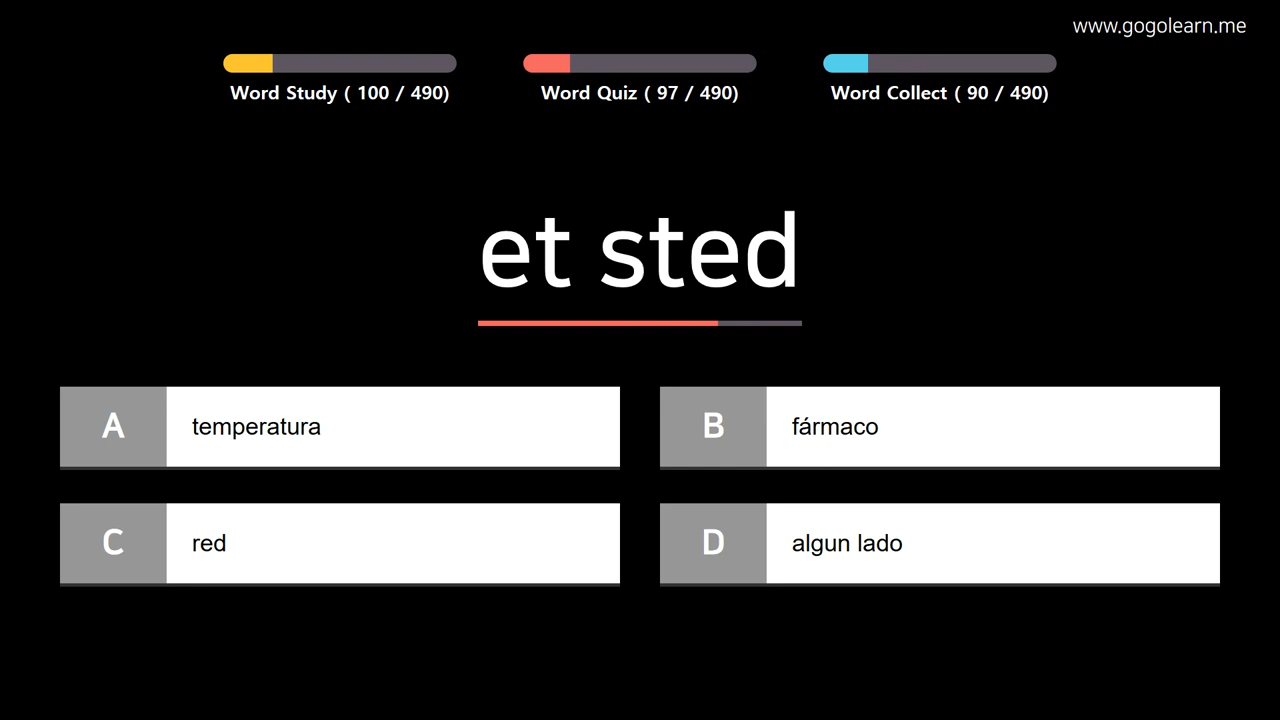 www.gogolearn.me
Word Study ( 100 / 490)
Word Quiz ( 97 / 490)
Word Collect ( 90 / 490)
et sted
A temperatura
B fármaco
C red
D algun lado